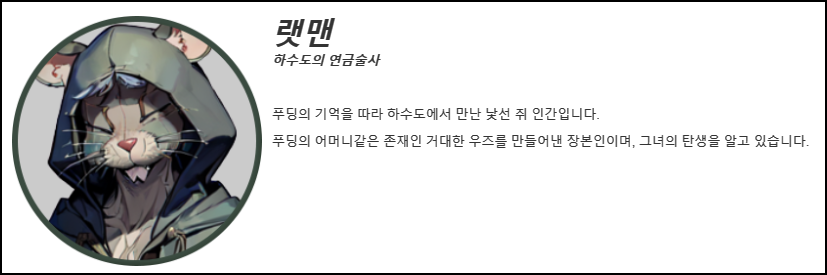 랫맨
하수도의 연금술사
푸딩의 기억을 따라 하수도에서 만난 낯선 쥐 인간입니다.
푸딩의 어머니같은 존재인 거대한 우즈를 만들어낸 장본인이며, 그녀의 탄생을 알고 있습니다.